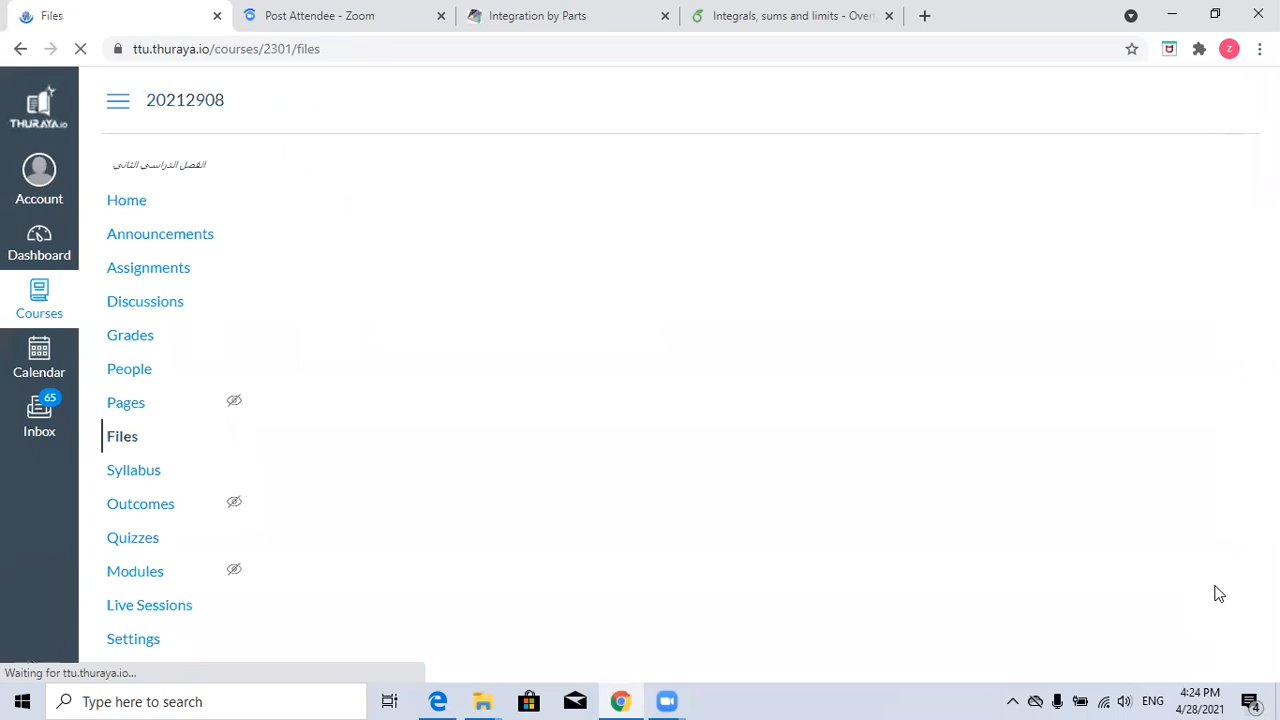 Files
Post Attendee - Zoom
Integration by Parts
Integrals, sums and limits - Over
ttu.thuraya.io/courses/2301/files
Z
THURAYA.IO
20212908
الفصل الدراسي الثاني
Account
Dashboard
Courses
Calendar
65
Inbox
Home
Announcements
Assignments
Discussions
Grades
People
Pages
Files
Syllabus
Outcomes
Quizzes
Modules
Live Sessions
Settings
Waiting for ttu.thuraya.io...
Type here to search
ENG
4:24 PM
4/28/2021
4